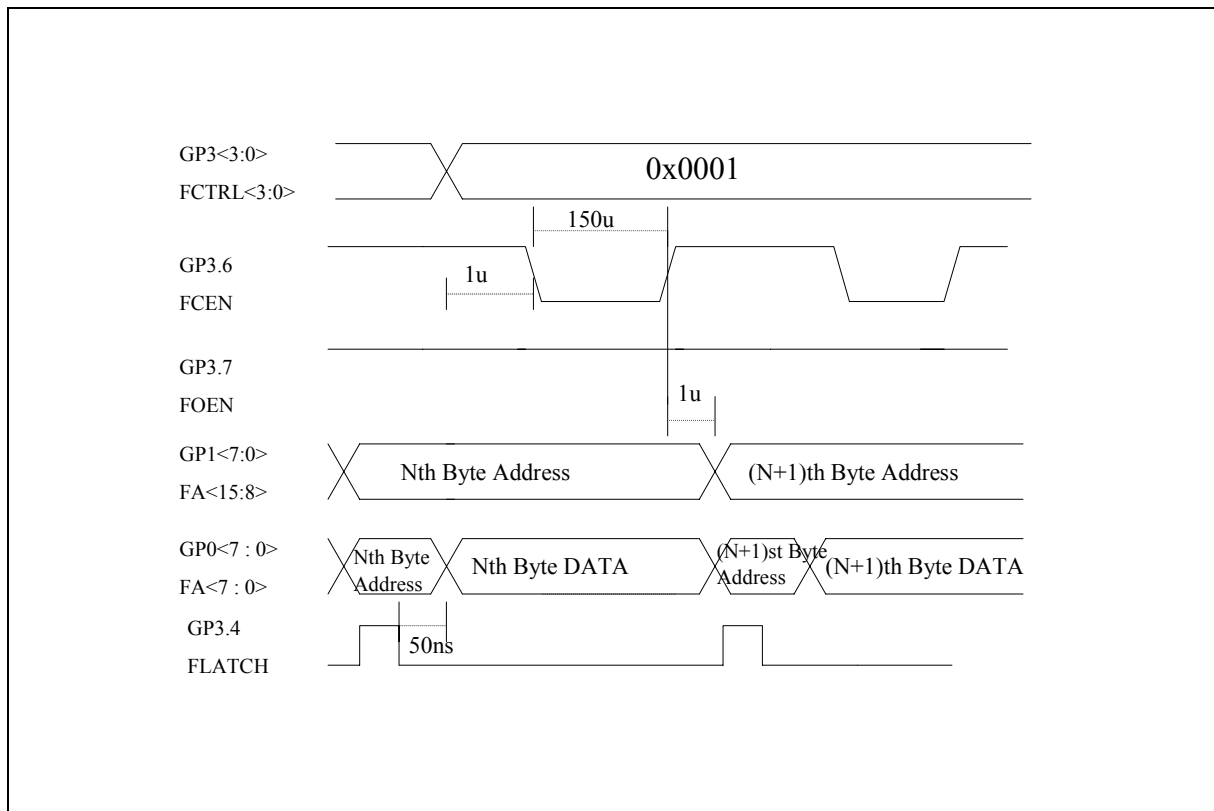 GP3<3:0>
FCTRL<3:0>
0x0001
150u
GP3.6
FCEN
1u
GP3.7
FOEN
1u
GP1<7:0>
FA<15:8>
Nth Byte Address
(N+1)th Byte Address
GP0<7 : 0>
FA<7 : 0>
Nth Byte
Address
Nth Byte DATA
(N+1)st Byte
Address
(N+1)th Byte DATA
GP3.4
FLATCH
50ns